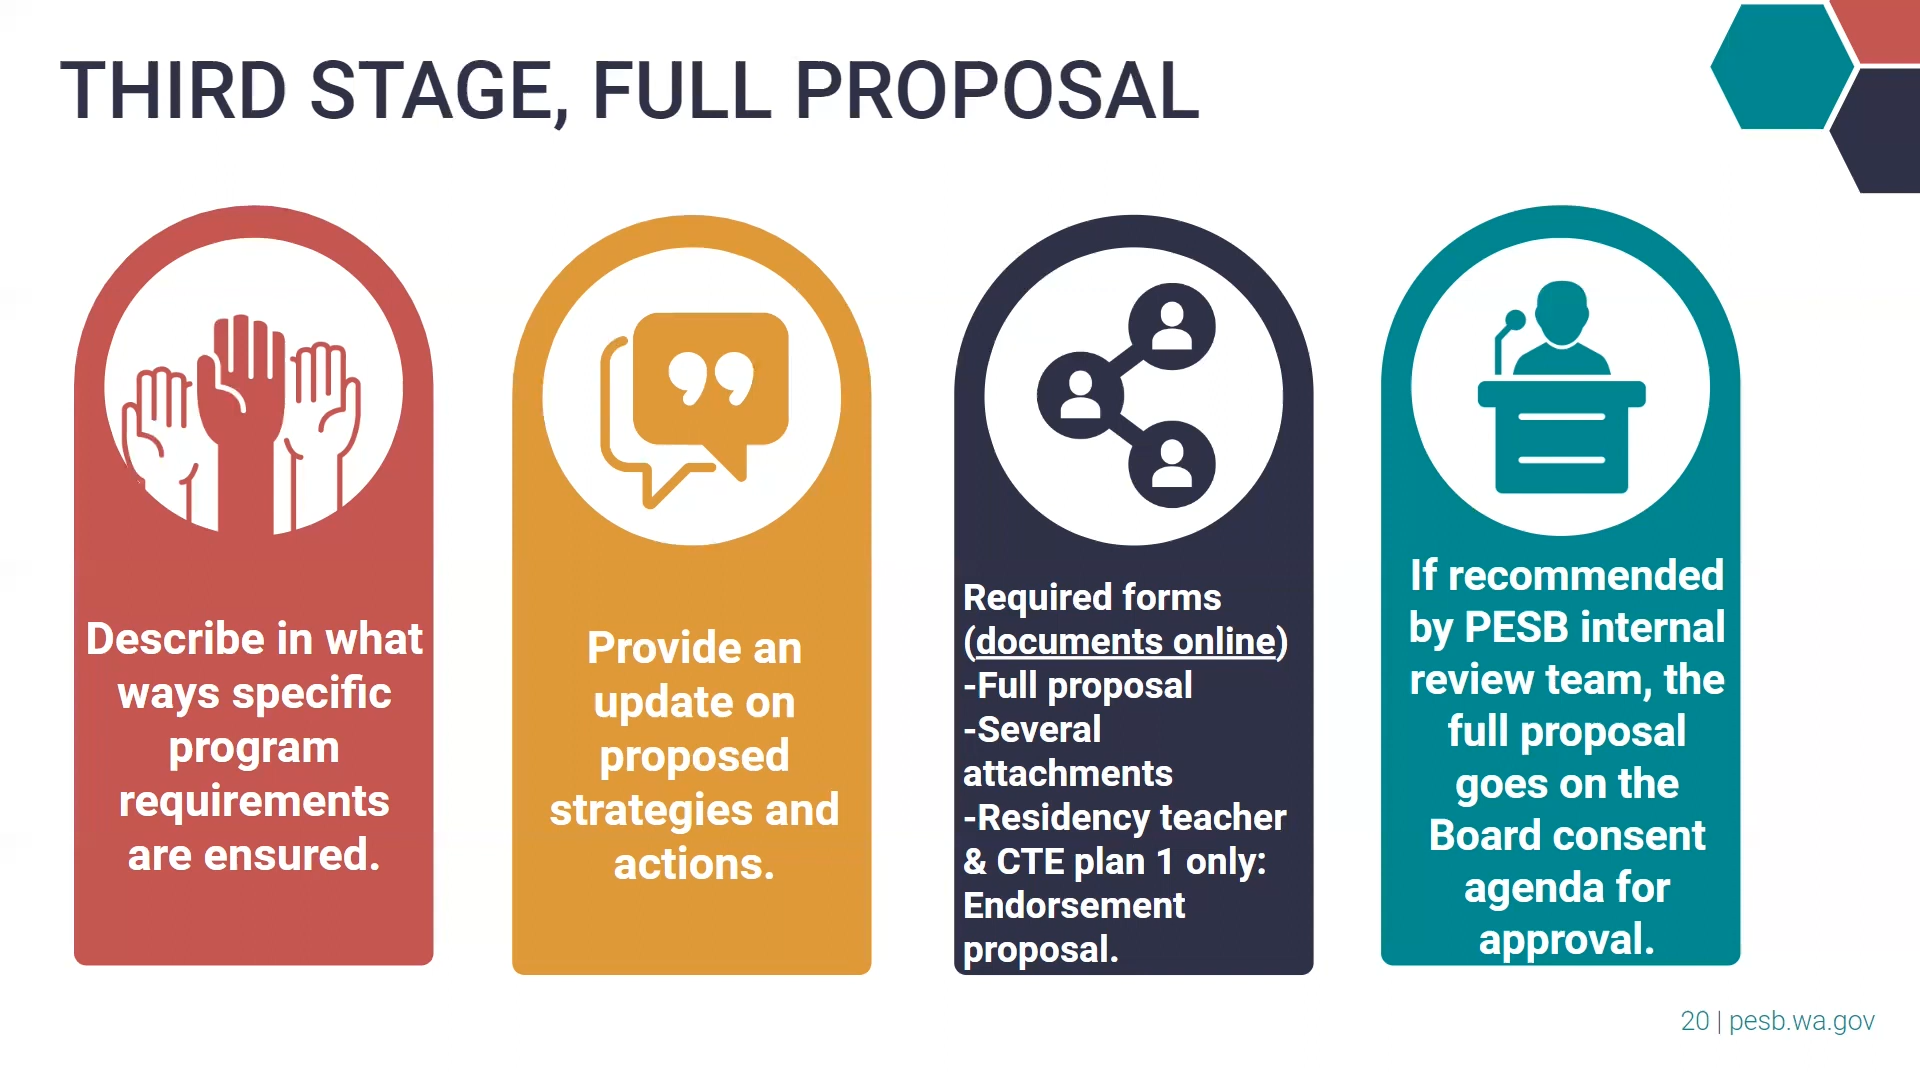 THIRD STAGE, FULL PROPOSAL
Describe in what
ways specific
program
requirements
are ensured.
Provide an
update on
proposed
strategies and
actions.
Required forms
(documents online)
-Full proposal
-Several
attachments
-Residency teacher
& CTE plan 1 only:
Endorsement
proposal.
If recommended
by PESB internal
review team, the
full proposal
goes on the
Board consent
agenda for
approval.
20 | pesb.wa.gov